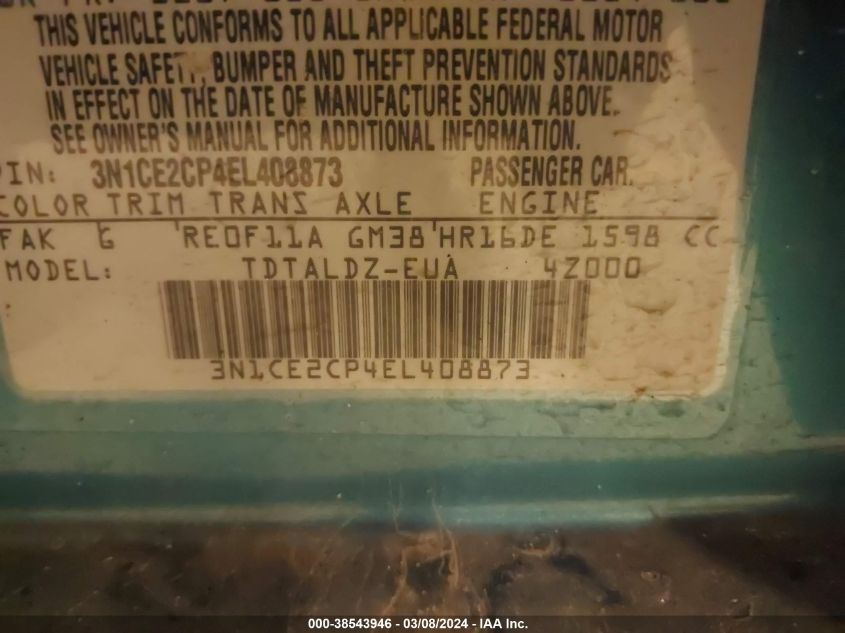 THIS VEHICLE CONFORMS TO ALL APPLICABLE FEDERAL MOTOR
VEHICLE SAFETY, BUMPER AND THEFT PREVENTION STANDARDS
IN EFFECT ON THE DATE OF MANUFACTURE SHOWN ABOVE.
SEE OWNER'S MANUAL FOR ADDITIONAL INFORMATION.
PIN: 3N1CE2CP4EL408873 PASSENGER CAR.
COLOR TRIM TRANS AXLE ENGINE
FAK G RE0F11A GM38 HR16DE 1598 CC
MODEL: TDTALDZ-EUA 4Z000
3N1CE2CP4EL408873
000-38543946 - 03/08/2024 - IAA Inc.